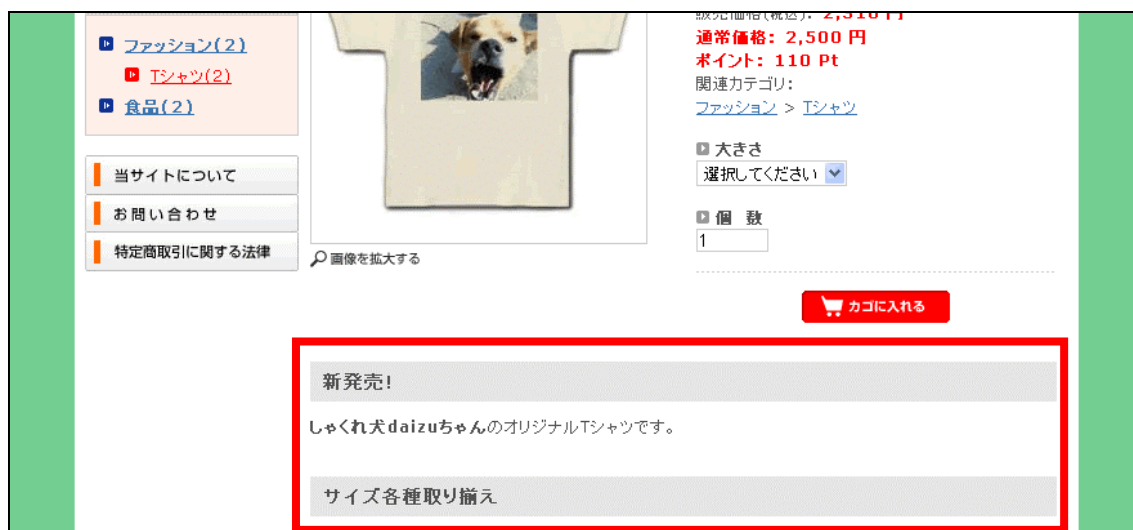 ファッション(2)
Tシャツ(2)
食品(2)
当サイトについて
お問い合わせ
特定商取引に関する法律
画像を拡大する
通常価格: 2,500 円
ポイント: 110 Pt
関連カテゴリ:
ファッション > Tシャツ
大きさ
選択してください
個 数
1
カゴに入れる
新発売!
しゃくれ犬daizuちゃんのオリジナルTシャツです。
サイズ各種取り揃え